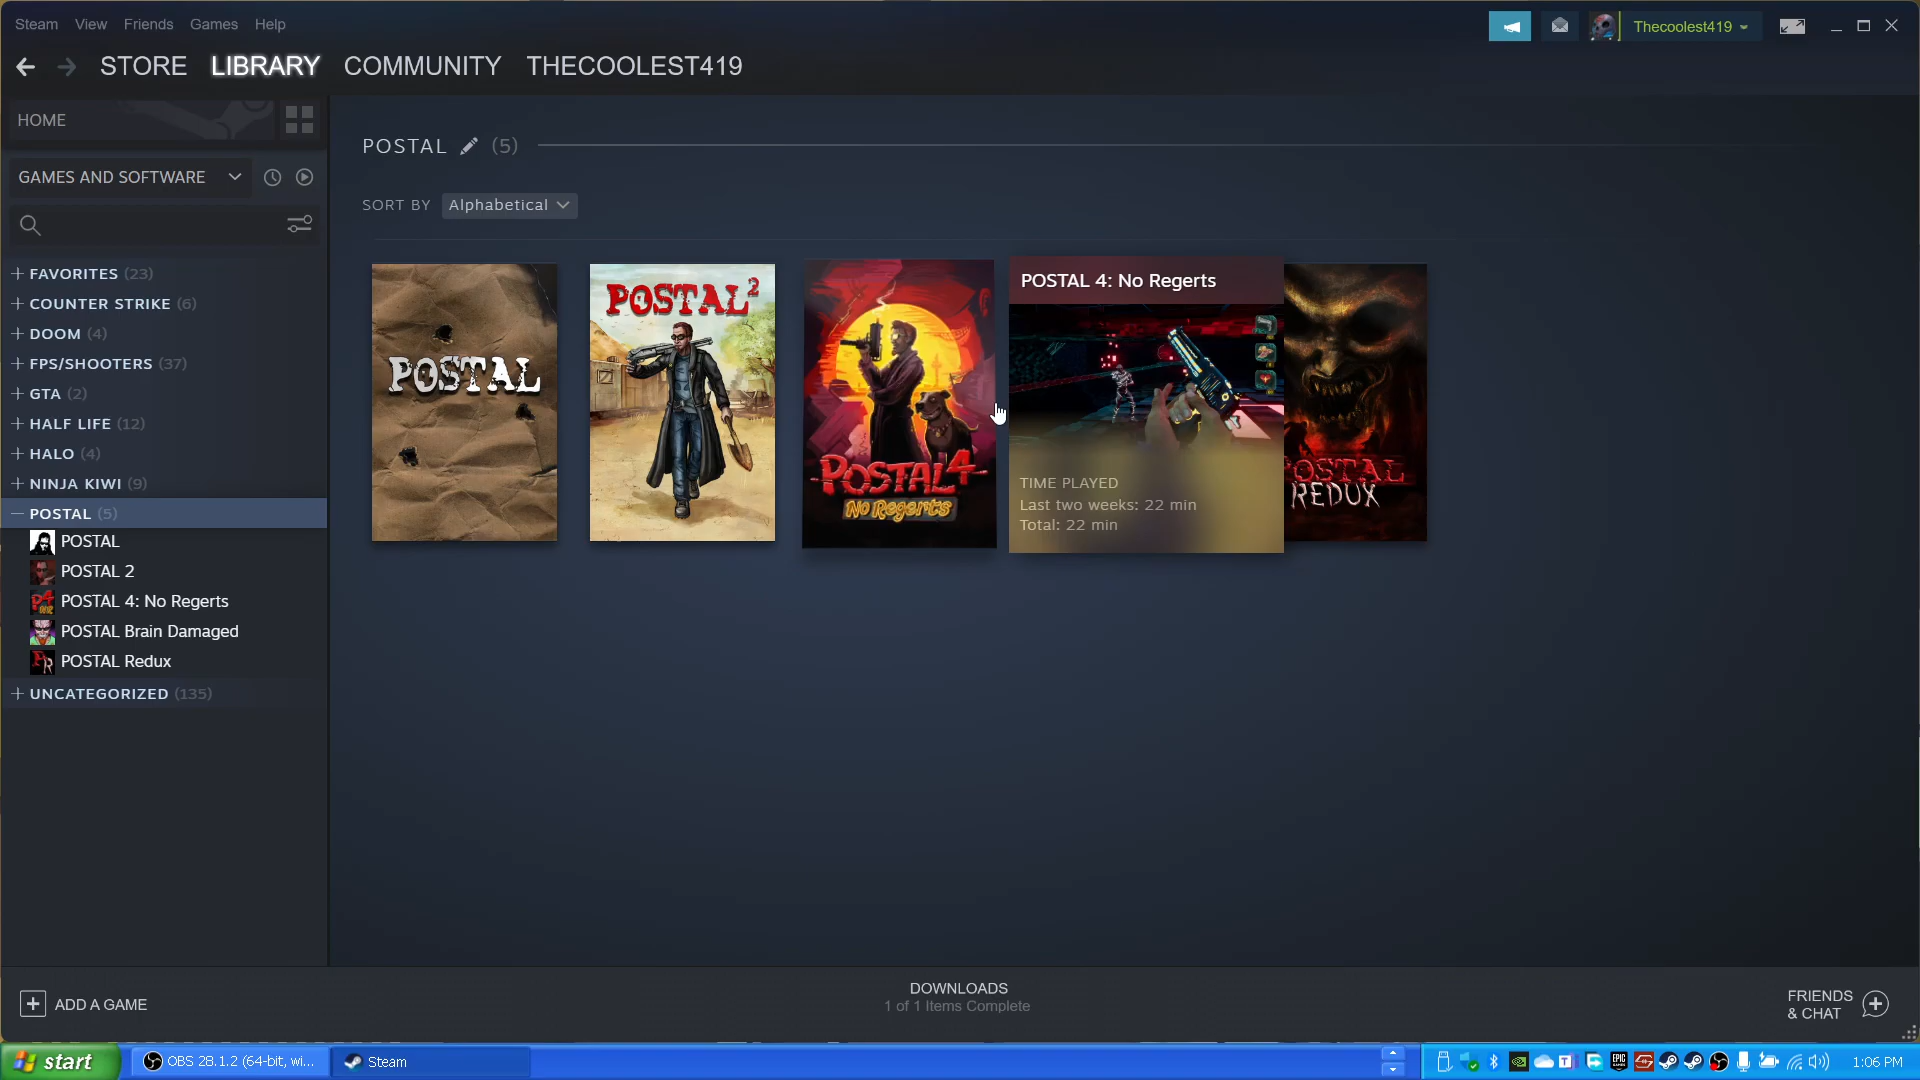 Steam View Friends Games Help
Thecoolest419
STORE LIBRARY COMMUNITY THECOOLEST419
HOME
GAMES AND SOFTWARE
FAVORITES (23)
COUNTER STRIKE (6)
DOOM (4)
FPS/SHOOTERS (37)
GTA (2)
HALF LIFE (12)
HALO (4)
NINJA KIWI (9)
POSTAL (5)
POSTAL
POSTAL 2
POSTAL 4: No Regerts
POSTAL Brain Damaged
POSTAL Redux
UNCATEGORIZED (135)
POSTAL (5)
SORT BY Alphabetical
POSTAL
POSTAL 2
POSTAL 4
No Regerts
POSTAL 4: No Regerts
TIME PLAYED
Last two weeks: 22 min
Total: 22 min
OSTAL
REDUX
ADD A GAME
DOWNLOADS
1 of 1 Items Complete
FRIENDS
& CHAT
start
OBS 28.1.2 (64-bit, wi...
Steam
1:06 PM